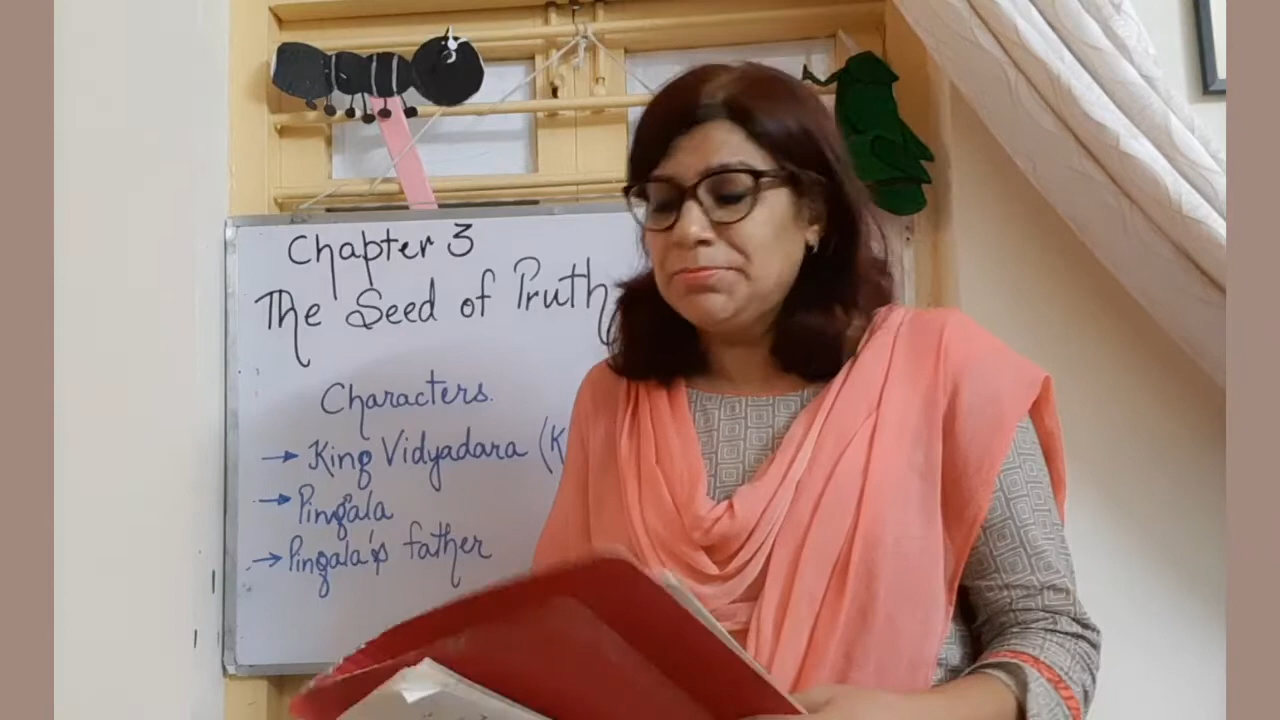 Chapter 3
The Seed of Truth
Characters.
→ King Vidyadara (K
→ Pingala
→ Pingala's father